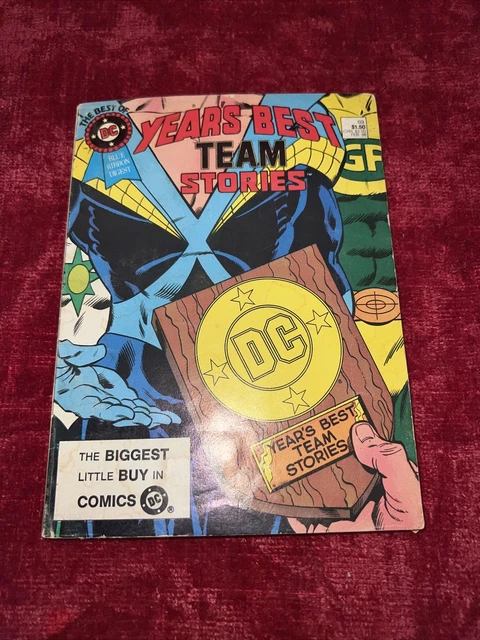 THE BEST OF
DC
BLUE
RIBBON
DIGEST
YEAR'S BEST
TEAM
STORIES
69
$1.50
GF
DC
YEAR'S BEST
TEAM
STORIES
THE BIGGEST
LITTLE BUY IN
COMICS DC®